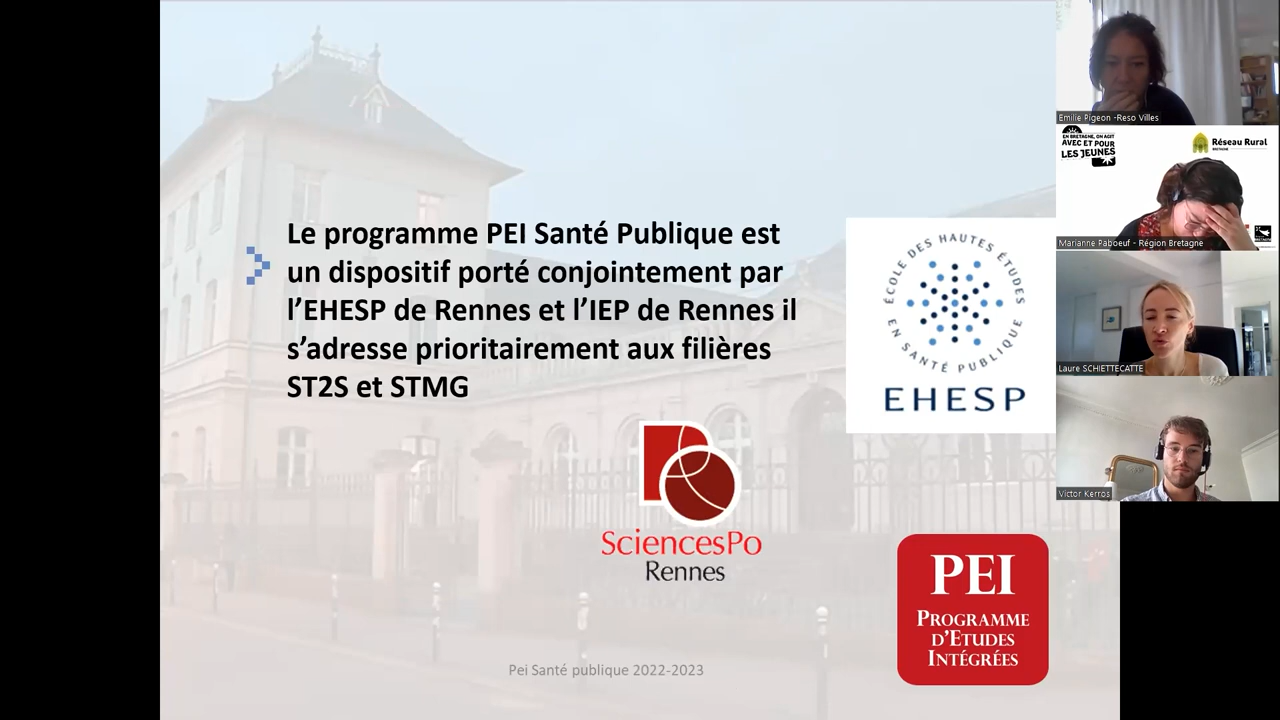 Le programme PEI Santé Publique est
un dispositif porté conjointement par
l’EHESP de Rennes et l’IEP de Rennes il
s’adresse prioritairement aux filières
ST2S et STMG
ÉCOLE DES HAUTES ÉTUDES
EN SANTÉ PUBLIQUE
EHESP
SciencesPo
Rennes
PEI
PROGRAMME
D’ETUDES
INTÉGRÉES
Pei Santé publique 2022-2023
Emilie Pigeon -Reso Villes
EN BRETAGNE, ON AGIT
AVEC ET POUR
LES JEUNES
Réseau Rural
BRETAGNE
Marianne Paboeuf - Région Bretagne
Laure SCHIETTECATTE
Victor Kerros